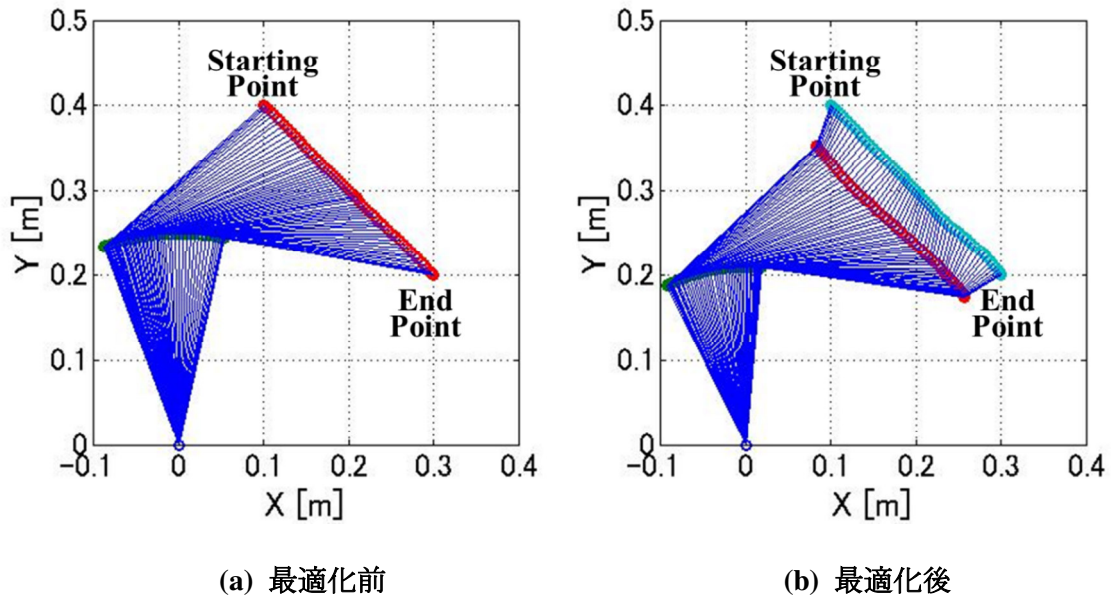 0.5
0.4
0.3
0.2
0.1
0
Y [m]
-0.1
0
0.1
0.2
0.3
0.4
X [m]
Starting
Point
End
Point
(a) 最適化前
0.5
0.4
0.3
0.2
0.1
0
Y [m]
-0.1
0
0.1
0.2
0.3
0.4
X [m]
Starting
Point
End
Point
(b) 最適化後